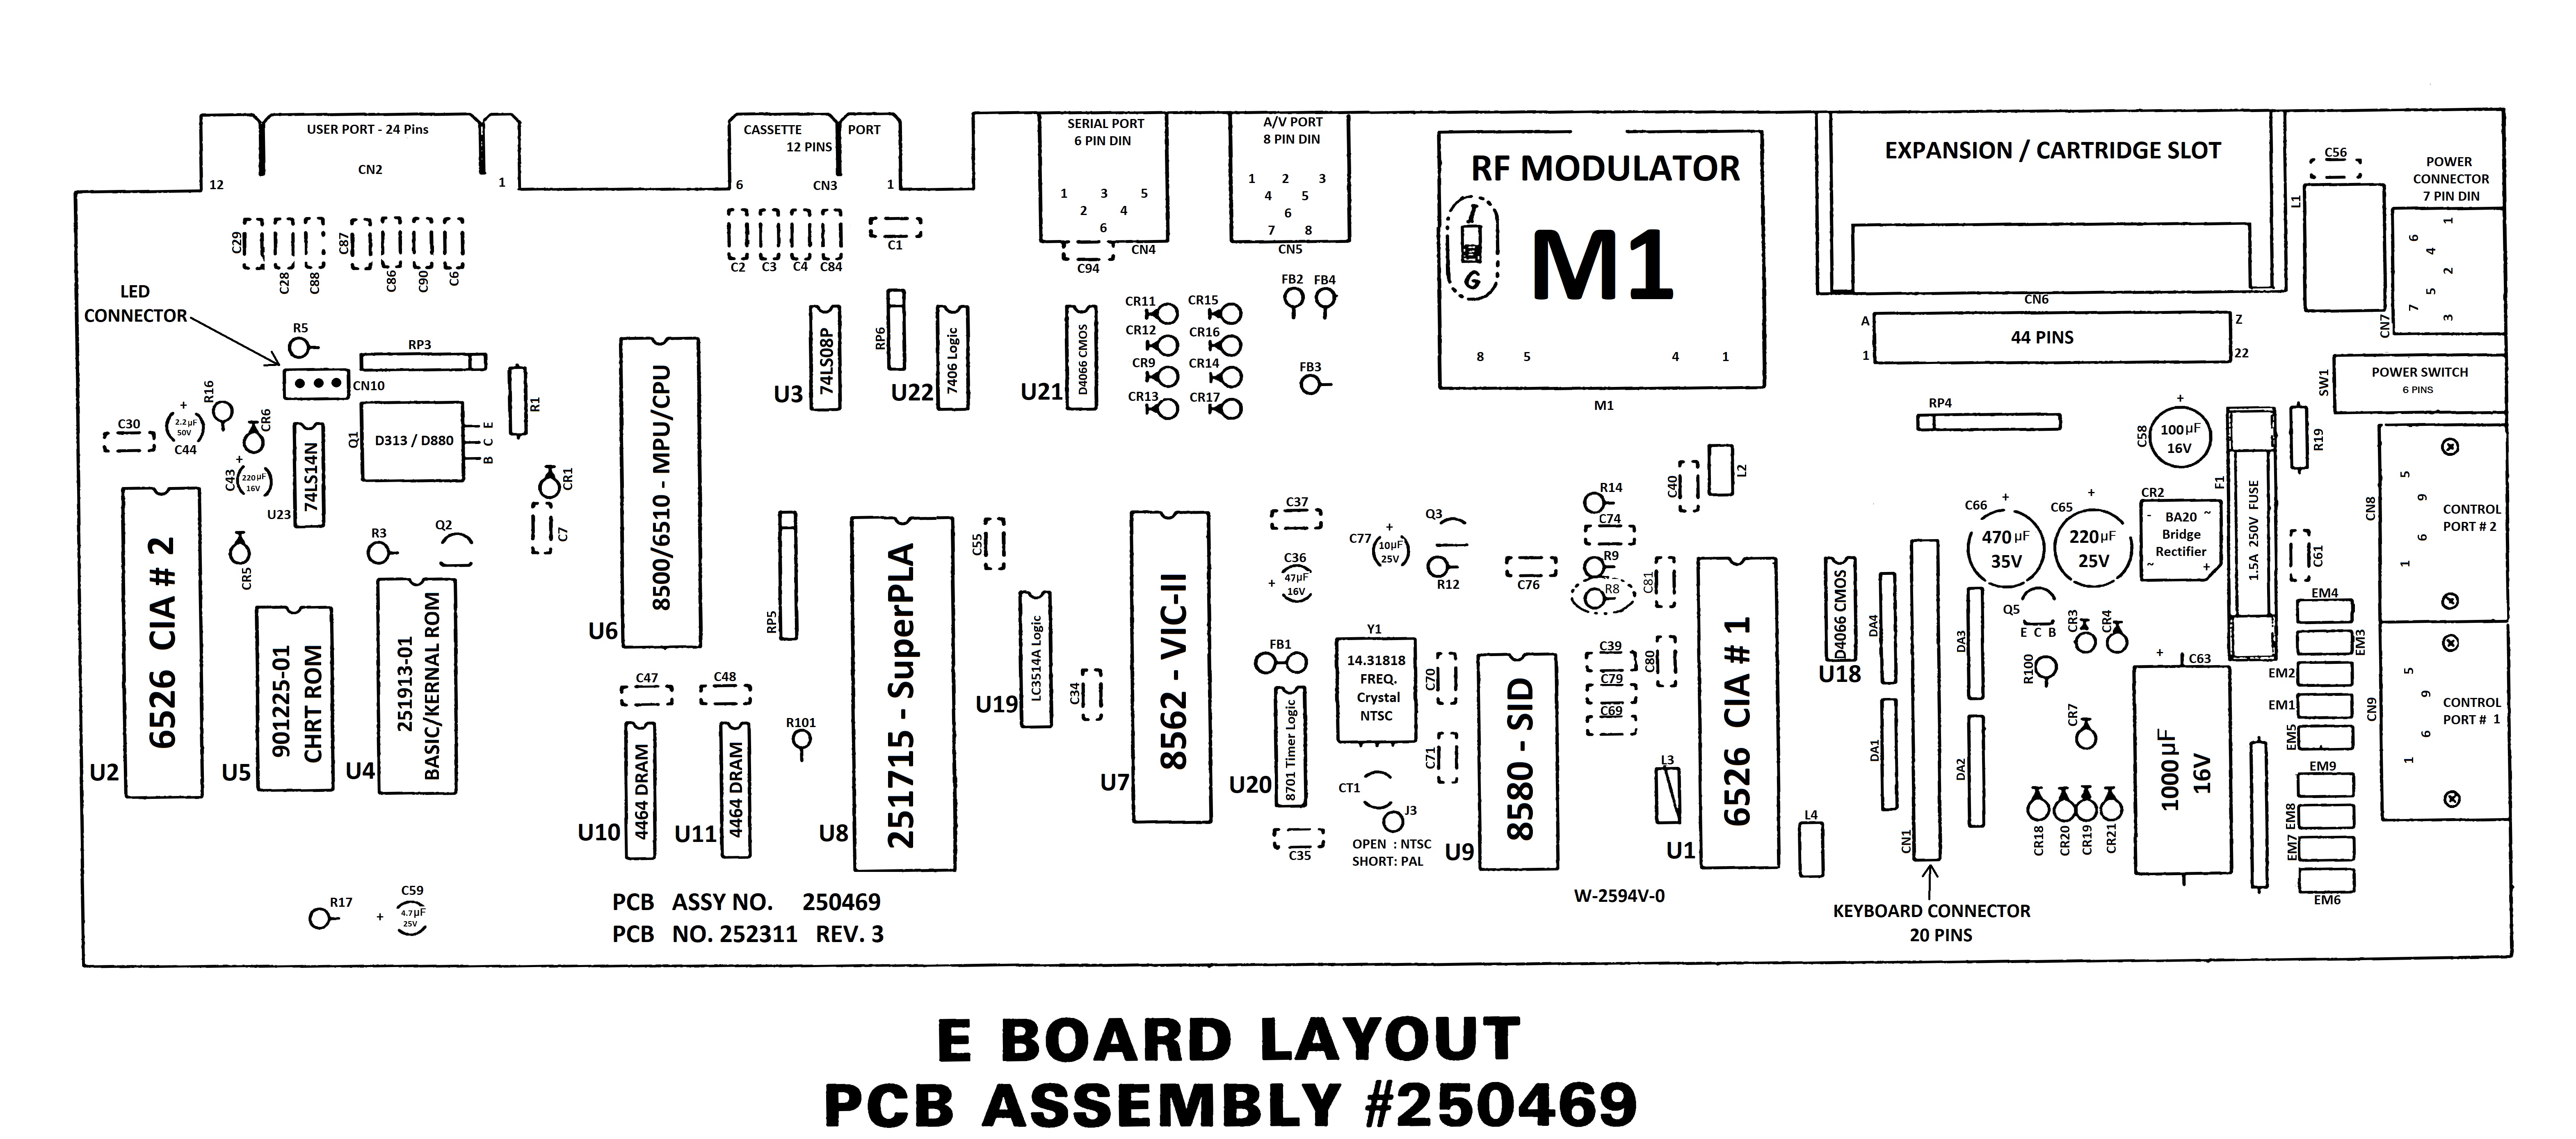 USER PORT - 24 Pins
CN2
12
1
CASSETTE PORT
12 PINS
6
CN3
1
SERIAL PORT
6 PIN DIN
1 3 5
2 4
6
CN4
A/V PORT
8 PIN DIN
1 2 3
4 5
6
7 8
CN5
RF MODULATOR
M1
I
G
8 5 4 1
M1
EXPANSION / CARTRIDGE SLOT
CN6
A
Z
44 PINS
1
22
C56
L1
POWER
CONNECTOR
7 PIN DIN
1
6
4
2
5
7
3
CN7
SW1
POWER SWITCH
6 PINS
C29
C28
C88
C87
C86
C90
C6
C2
C3
C4
C84
C1
C94
LED
CONNECTOR
R5
RP3
CN10
R16
CR6
+
2.2µF
50V
C44
C30
C43
+
220µF
16V
U23
74LS14N
Q1
D313 / D880
E
C
B
R1
CR1
C7
CR5
R3
Q2
U2
6526 CIA # 2
U5
901225-01
CHRT ROM
U4
251913-01
BASIC/KERNAL ROM
U6
8500/6510 - MPU/CPU
U3
74LS08P
RP6
U22
7406 Logic
U21
D4066 CMOS
CR11
CR15
CR12
CR16
CR9
CR14
CR13
CR17
FB2
FB4
FB3
RP5
C47
C48
U10
4464 DRAM
U11
4464 DRAM
R101
U8
251715 - SuperPLA
C55
U19
LC3514A Logic
C34
U7
8562 - VIC-II
C37
C36
+
47µF
16V
FB1
U20
8701 Timer Logic
C35
C77
+
10µF
25V
Q3
R12
Y1
14.31818
FREQ.
Crystal
NTSC
C70
C71
CT1
J3
OPEN : NTSC
SHORT: PAL
U9
8580 - SID
C76
R14
C74
R9
R8
C81
C39
C79
C69
C80
C40
L2
L3
U1
6526 CIA # 1
L4
U18
D4066 CMOS
DA4
DA1
CN1
DA3
DA2
RP4
C66
+
470µF
35V
C65
+
220µF
25V
CR2
-
~
BA20
Bridge
Rectifier
~
+
C58
+
100µF
16V
F1
1.5A 250V FUSE
R19
C61
Q5
E C B
CR3
CR4
R100
CR7
+
C63
1000µF
16V
CR18
CR20
CR19
CR21
EM4
EM3
EM2
EM1
EM5
EM9
EM8
EM7
EM6
CN8
5
9
6
1
CONTROL
PORT # 2
CN9
5
9
6
1
CONTROL
PORT # 1
R17
+
C59
4.7µF
25V
PCB ASSY NO. 250469
PCB NO. 252311 REV. 3
W-2594V-0
KEYBOARD CONNECTOR
20 PINS
E BOARD LAYOUT
PCB ASSEMBLY #250469